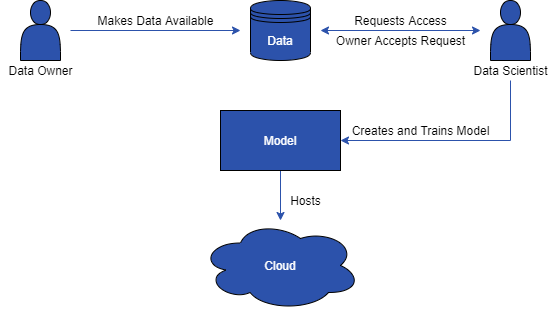 Makes Data Available
Requests Access
Data
Owner Accepts Request
Data Owner
Data Scientist
Creates and Trains Model
Model
Hosts
Cloud